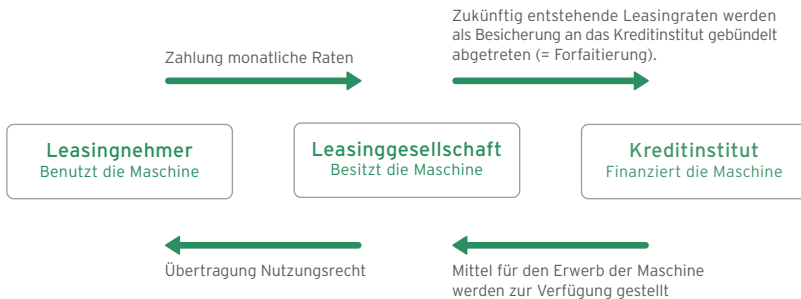 Zukünftig entstehende Leasingraten werden
als Besicherung an das Kreditinstitut gebündelt
abgetreten (= Forfaitierung).
Zahlung monatliche Raten
Leasingnehmer
Benutzt die Maschine
Leasinggesellschaft
Besitzt die Maschine
Kreditinstitut
Finanziert die Maschine
Übertragung Nutzungsrecht
Mittel für den Erwerb der Maschine
werden zur Verfügung gestellt